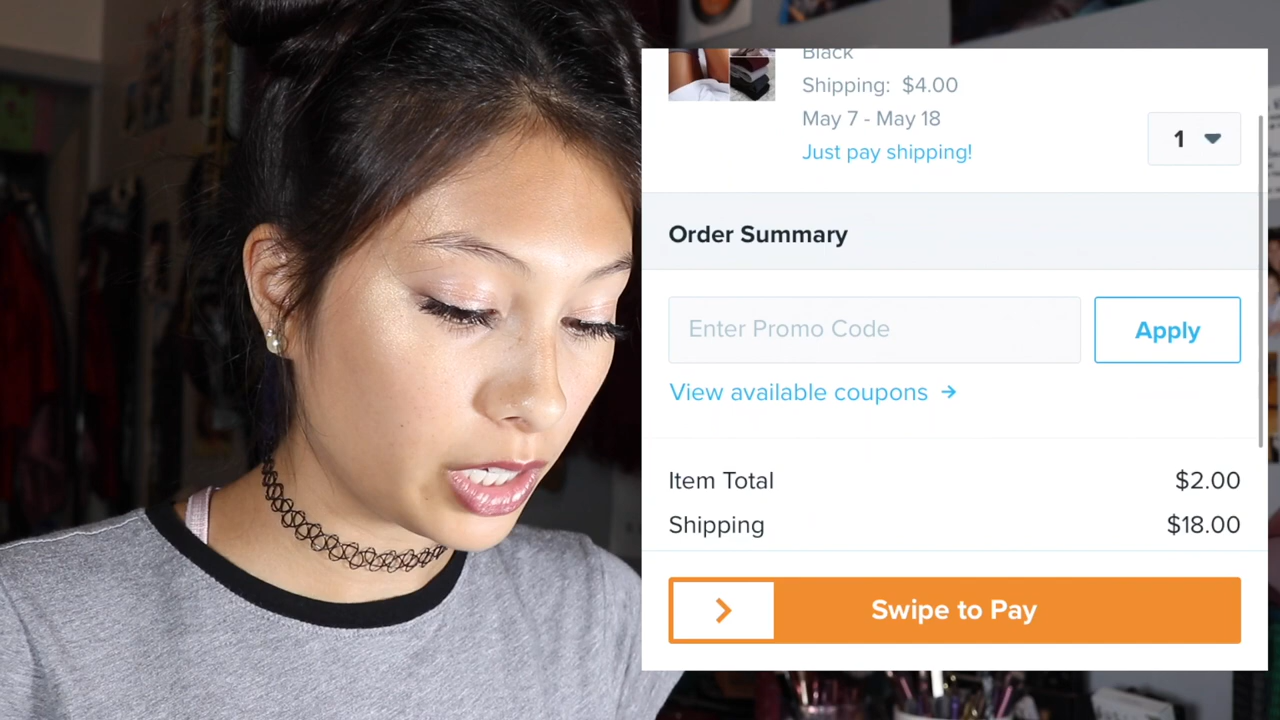 Black
Shipping: $4.00
May 7 - May 18
Just pay shipping!
1
Order Summary
Enter Promo Code
Apply
View available coupons →
Item Total $2.00
Shipping $18.00
Swipe to Pay